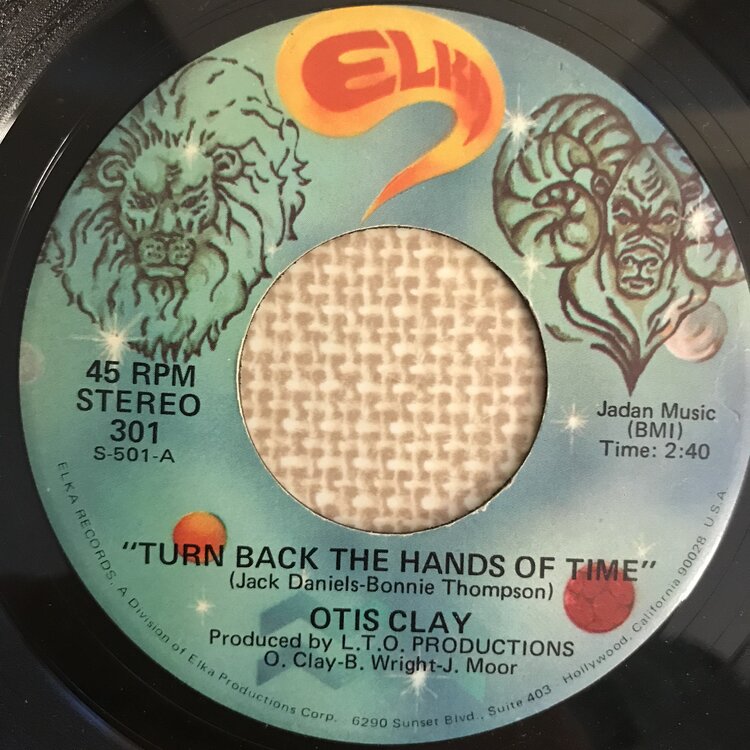 ELKA
45 RPM
STEREO
301
S-501-A
Jadan Music
(BMI)
Time: 2:40
"TURN BACK THE HANDS OF TIME"
(Jack Daniels-Bonnie Thompson)
OTIS CLAY
Produced by L.T.O. PRODUCTIONS
O. Clay-B. Wright-J. Moor
ELKA RECORDS, A Division of Elka Productions Corp. 6290 Sunset Blvd., Suite 403 · Hollywood, California 90028 U.S.A